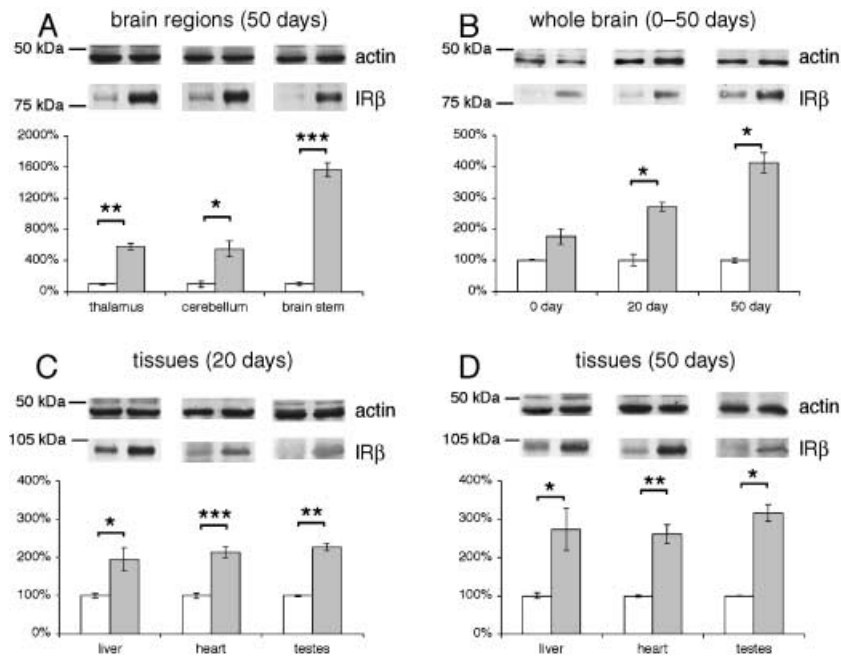 A brain regions (50 days)
50 kDa
actin
75 kDa
IRβ
2000%
1600%
1200%
800%
400%
0%
**
*
***
thalamus cerebellum brain stem
B whole brain (0–50 days)
50 kDa
actin
75 kDa
IRβ
500%
400%
300%
200%
100%
0%
*
*
0 day 20 day 50 day
C tissues (20 days)
50 kDa
actin
105 kDa
IRβ
400%
300%
200%
100%
0%
*
***
**
liver heart testes
D tissues (50 days)
50 kDa
actin
105 kDa
IRβ
400%
300%
200%
100%
0%
*
**
*
liver heart testes